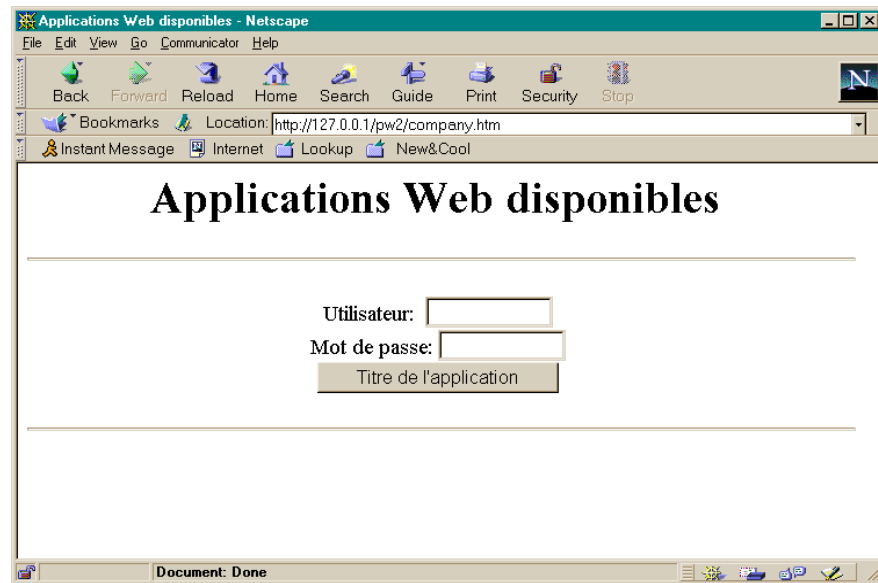 Applications Web disponibles - Netscape
File Edit View Go Communicator Help
Back Forward Reload Home Search Guide Print Security Stop
N
Bookmarks Location: http://127.0.0.1/pw2/company.htm
Instant Message Internet Lookup New&Cool
Applications Web disponibles
Utilisateur:
Mot de passe:
Titre de l'application
Document: Done